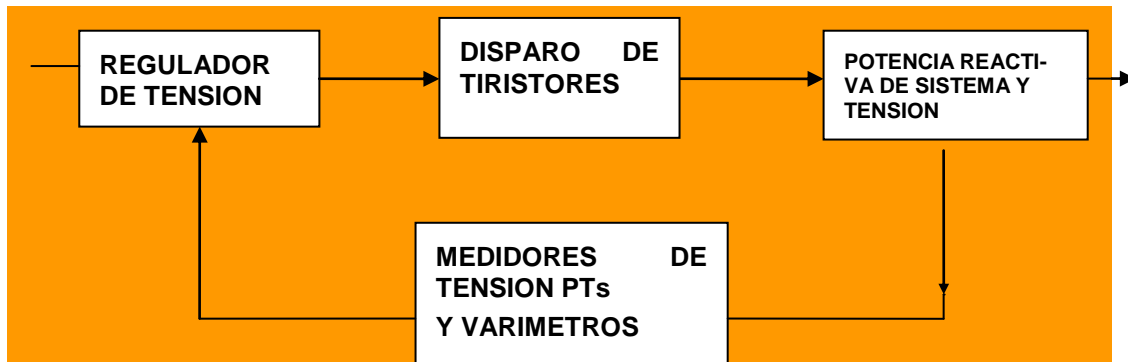 REGULADOR
DE TENSION
DISPARO DE
TIRISTORES
POTENCIA REACTI-
VA DE SISTEMA Y
TENSION
MEDIDORES DE
TENSION PTs
Y VARIMETROS